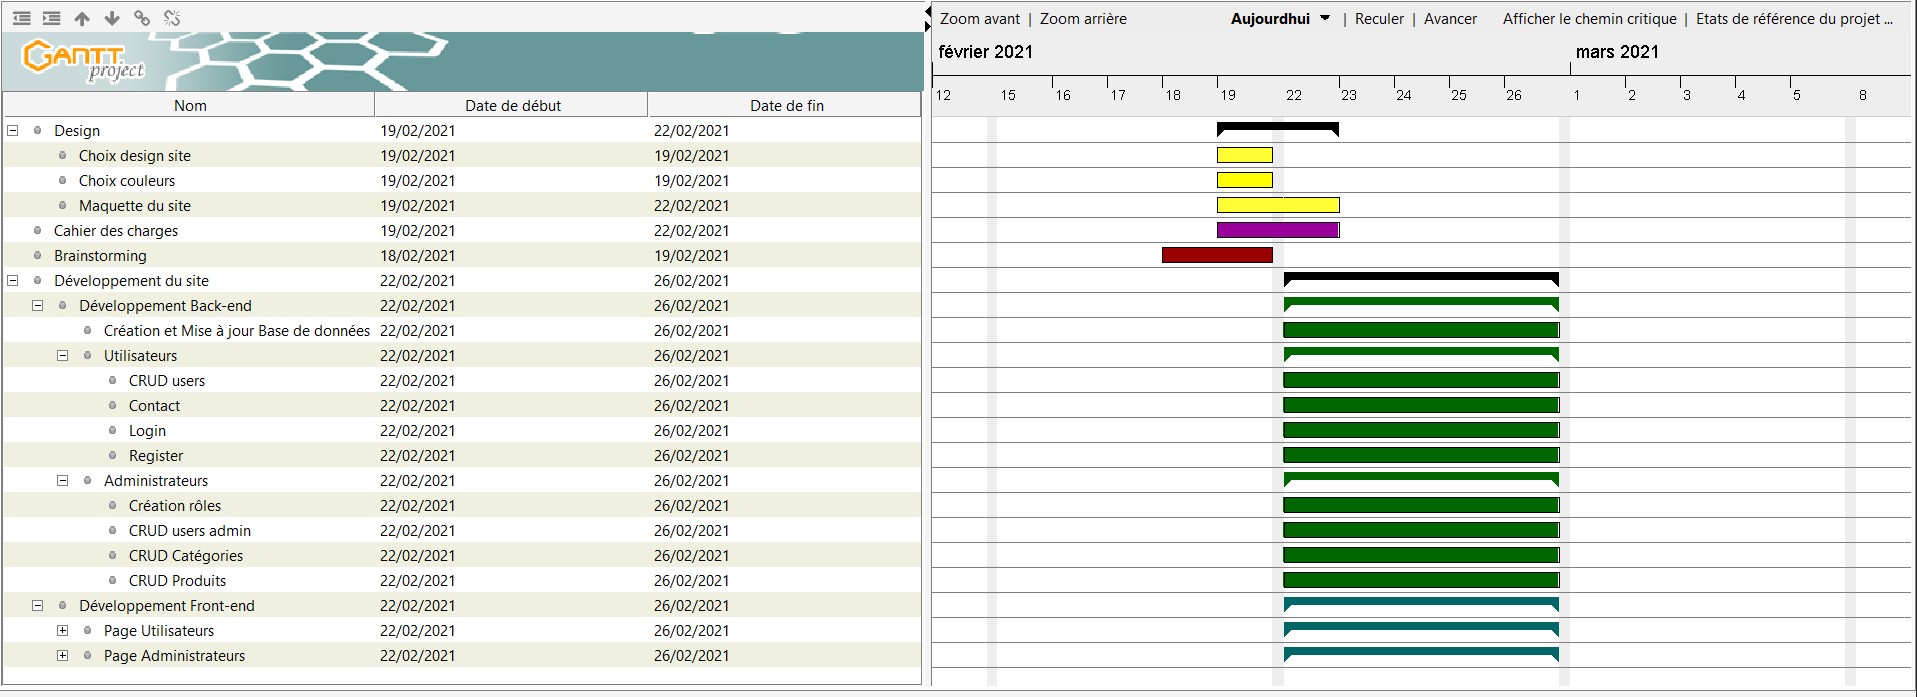 Zoom avant | Zoom arrière Aujourdhui | Reculer | Avancer Afficher le chemin critique | Etats de référence du projet ...
GANTT project
février 2021 mars 2021
12 15 16 17 18 19 22 23 24 25 26 1 2 3 4 5 8
Nom Date de début Date de fin
Design 19/02/2021 22/02/2021
Choix design site 19/02/2021 19/02/2021
Choix couleurs 19/02/2021 19/02/2021
Maquette du site 19/02/2021 22/02/2021
Cahier des charges 19/02/2021 22/02/2021
Brainstorming 18/02/2021 19/02/2021
Développement du site 22/02/2021 26/02/2021
Développement Back-end 22/02/2021 26/02/2021
Création et Mise à jour Base de données 22/02/2021 26/02/2021
Utilisateurs 22/02/2021 26/02/2021
CRUD users 22/02/2021 26/02/2021
Contact 22/02/2021 26/02/2021
Login 22/02/2021 26/02/2021
Register 22/02/2021 26/02/2021
Administrateurs 22/02/2021 26/02/2021
Création rôles 22/02/2021 26/02/2021
CRUD users admin 22/02/2021 26/02/2021
CRUD Catégories 22/02/2021 26/02/2021
CRUD Produits 22/02/2021 26/02/2021
Développement Front-end 22/02/2021 26/02/2021
Page Utilisateurs 22/02/2021 26/02/2021
Page Administrateurs 22/02/2021 26/02/2021